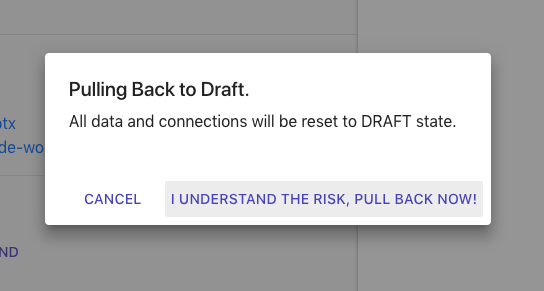 Pulling Back to Draft.
All data and connections will be reset to DRAFT state.
otx
de-wo
CANCEL
I UNDERSTAND THE RISK, PULL BACK NOW!
ND